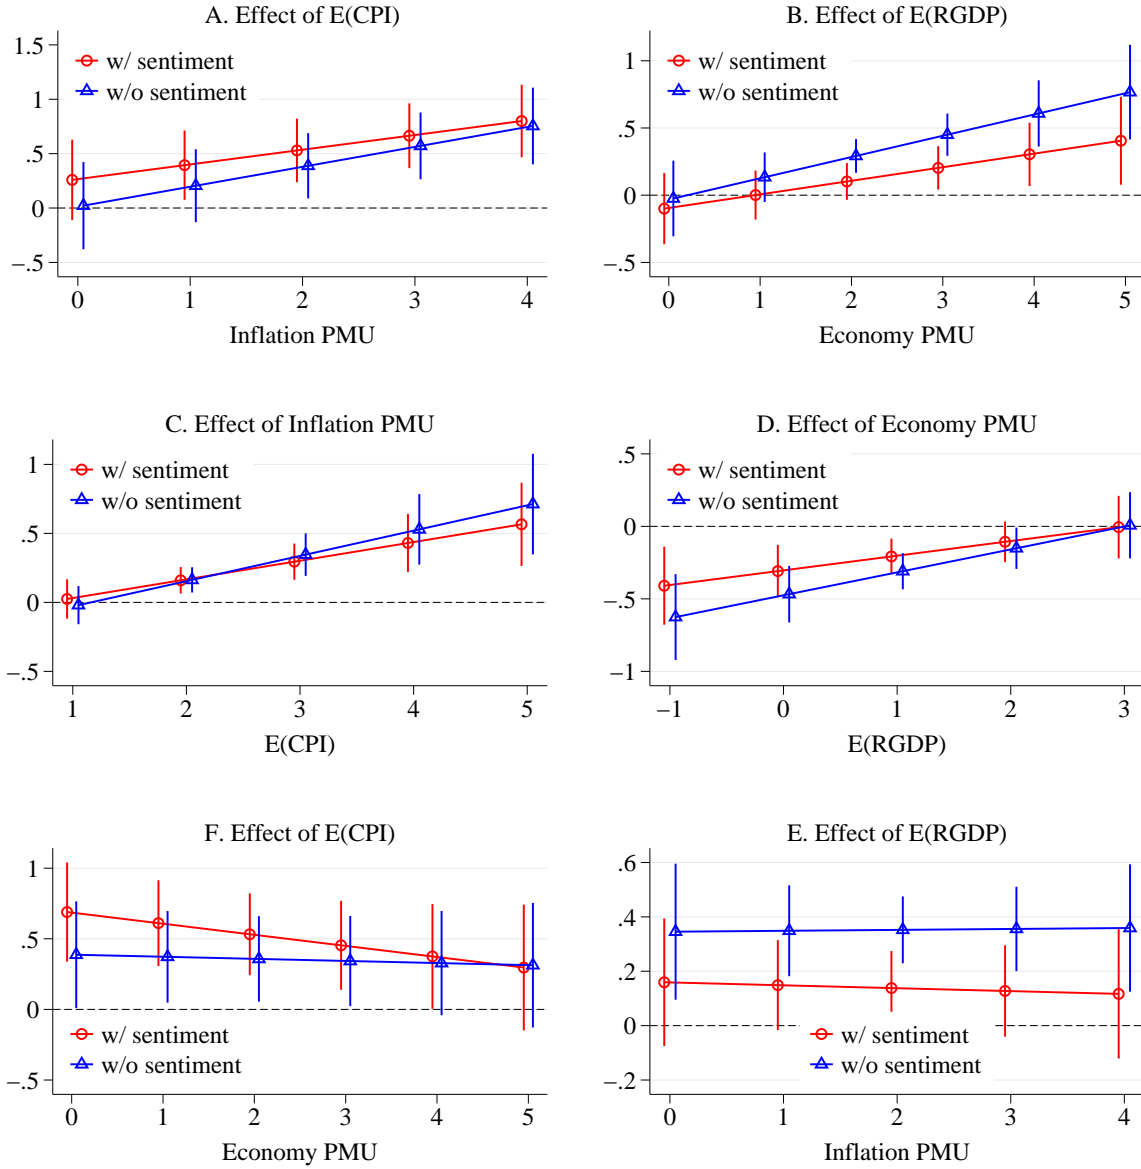 A. Effect of E(CPI)
1.5
1
.5
0
−.5
w/ sentiment
w/o sentiment
0 1 2 3 4
Inflation PMU
B. Effect of E(RGDP)
1
.5
0
−.5
w/ sentiment
w/o sentiment
0 1 2 3 4 5
Economy PMU
C. Effect of Inflation PMU
1
.5
0
−.5
w/ sentiment
w/o sentiment
1 2 3 4 5
E(CPI)
D. Effect of Economy PMU
.5
0
−.5
−1
w/ sentiment
w/o sentiment
−1 0 1 2 3
E(RGDP)
F. Effect of E(CPI)
1
.5
0
−.5
w/ sentiment
w/o sentiment
0 1 2 3 4 5
Economy PMU
E. Effect of E(RGDP)
.6
.4
.2
0
−.2
w/ sentiment
w/o sentiment
0 1 2 3 4
Inflation PMU